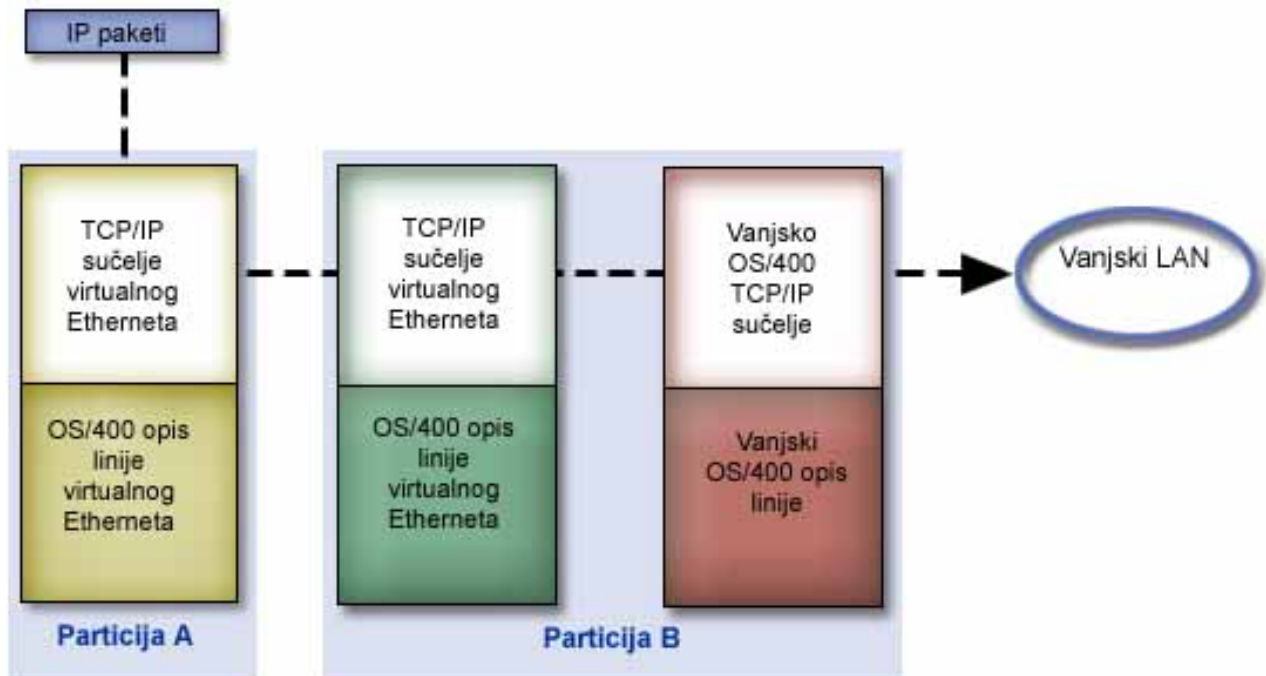 IP paketi
TCP/IP
sučelje
virtualnog
Etherneta
OS/400 opis
linije
virtualnog
Etherneta
Particija A
TCP/IP
sučelje
virtualnog
Etherneta
OS/400 opis
linije
virtualnog
Etherneta
Vanjsko
OS/400
TCP/IP
sučelje
Vanjski
OS/400 opis
linije
Particija B
Vanjski LAN